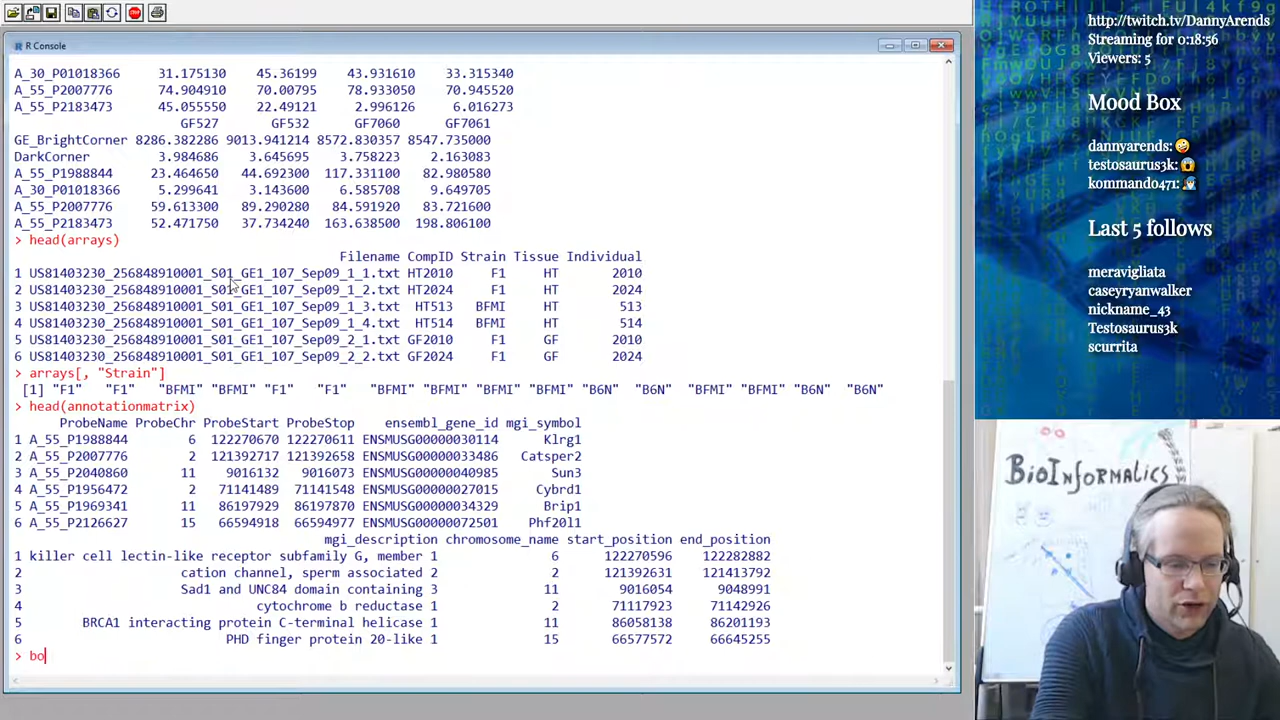 R R Console
A_30_P01018366 31.175130 45.36199 43.931610 33.315340
A_55_P2007776 74.904910 70.00795 78.933050 70.945520
A_55_P2183473 45.055550 22.49121 2.996126 6.016273
GF527 GF532 GF7060 GF7061
GE_BrightCorner 8286.382286 9013.941214 8572.830357 8547.735000
DarkCorner 3.984686 3.645695 3.758223 2.163083
A_55_P1988844 23.464650 44.692300 117.331100 82.980580
A_30_P01018366 5.299641 3.143600 6.585708 9.649705
A_55_P2007776 59.613300 89.290280 84.591920 83.721600
A_55_P2183473 52.471750 37.734240 163.638500 198.806100
> head(arrays)
Filename CompID Strain Tissue Individual
1 US81403230_256848910001_S01_GE1_107_Sep09_1_1.txt HT2010 F1 HT 2010
2 US81403230_256848910001_S01_GE1_107_Sep09_1_2.txt HT2024 F1 HT 2024
3 US81403230_256848910001_S01_GE1_107_Sep09_1_3.txt HT513 BFMI HT 513
4 US81403230_256848910001_S01_GE1_107_Sep09_1_4.txt HT514 BFMI HT 514
5 US81403230_256848910001_S01_GE1_107_Sep09_2_1.txt GF2010 F1 GF 2010
6 US81403230_256848910001_S01_GE1_107_Sep09_2_2.txt GF2024 F1 GF 2024
> arrays[, "Strain"]
[1] "F1" "F1" "BFMI" "BFMI" "F1" "F1" "BFMI" "BFMI" "BFMI" "BFMI" "B6N" "B6N" "BFMI" "BFMI" "B6N" "B6N"
> head(annotationmatrix)
ProbeName ProbeChr ProbeStart ProbeStop ensembl_gene_id mgi_symbol
1 A_55_P1988844 6 122270670 122270611 ENSMUSG00000030114 Klrg1
2 A_55_P2007776 2 121392717 121392658 ENSMUSG00000033486 Catsper2
3 A_55_P2040860 11 9016132 9016073 ENSMUSG00000040985 Sun3
4 A_55_P1956472 2 71141489 71141548 ENSMUSG00000027015 Cybrd1
5 A_55_P1969341 11 86197929 86197870 ENSMUSG00000034329 Brip1
6 A_55_P2126627 15 66594918 66594977 ENSMUSG00000072501 Phf20l1
mgi_description chromosome_name start_position end_position
1 killer cell lectin-like receptor subfamily G, member 1 6 122270596 122282882
2 cation channel, sperm associated 2 2 121392631 121413792
3 Sad1 and UNC84 domain containing 3 11 9016054 9048991
4 cytochrome b reductase 1 2 71117923 71142926
5 BRCA1 interacting protein C-terminal helicase 1 11 86058138 86201193
6 PHD finger protein 20-like 1 15 66577572 66645255
> bo
http://twitch.tv/DannyArends
Streaming for 0:18:56
Viewers: 5
Mood Box
dannyarends:
testosaurus3k:
kommando471:
Last 5 follows
meravigliata
caseyryanwalker
nickname_43
Testosaurus3k
scurrita
BioInformatics